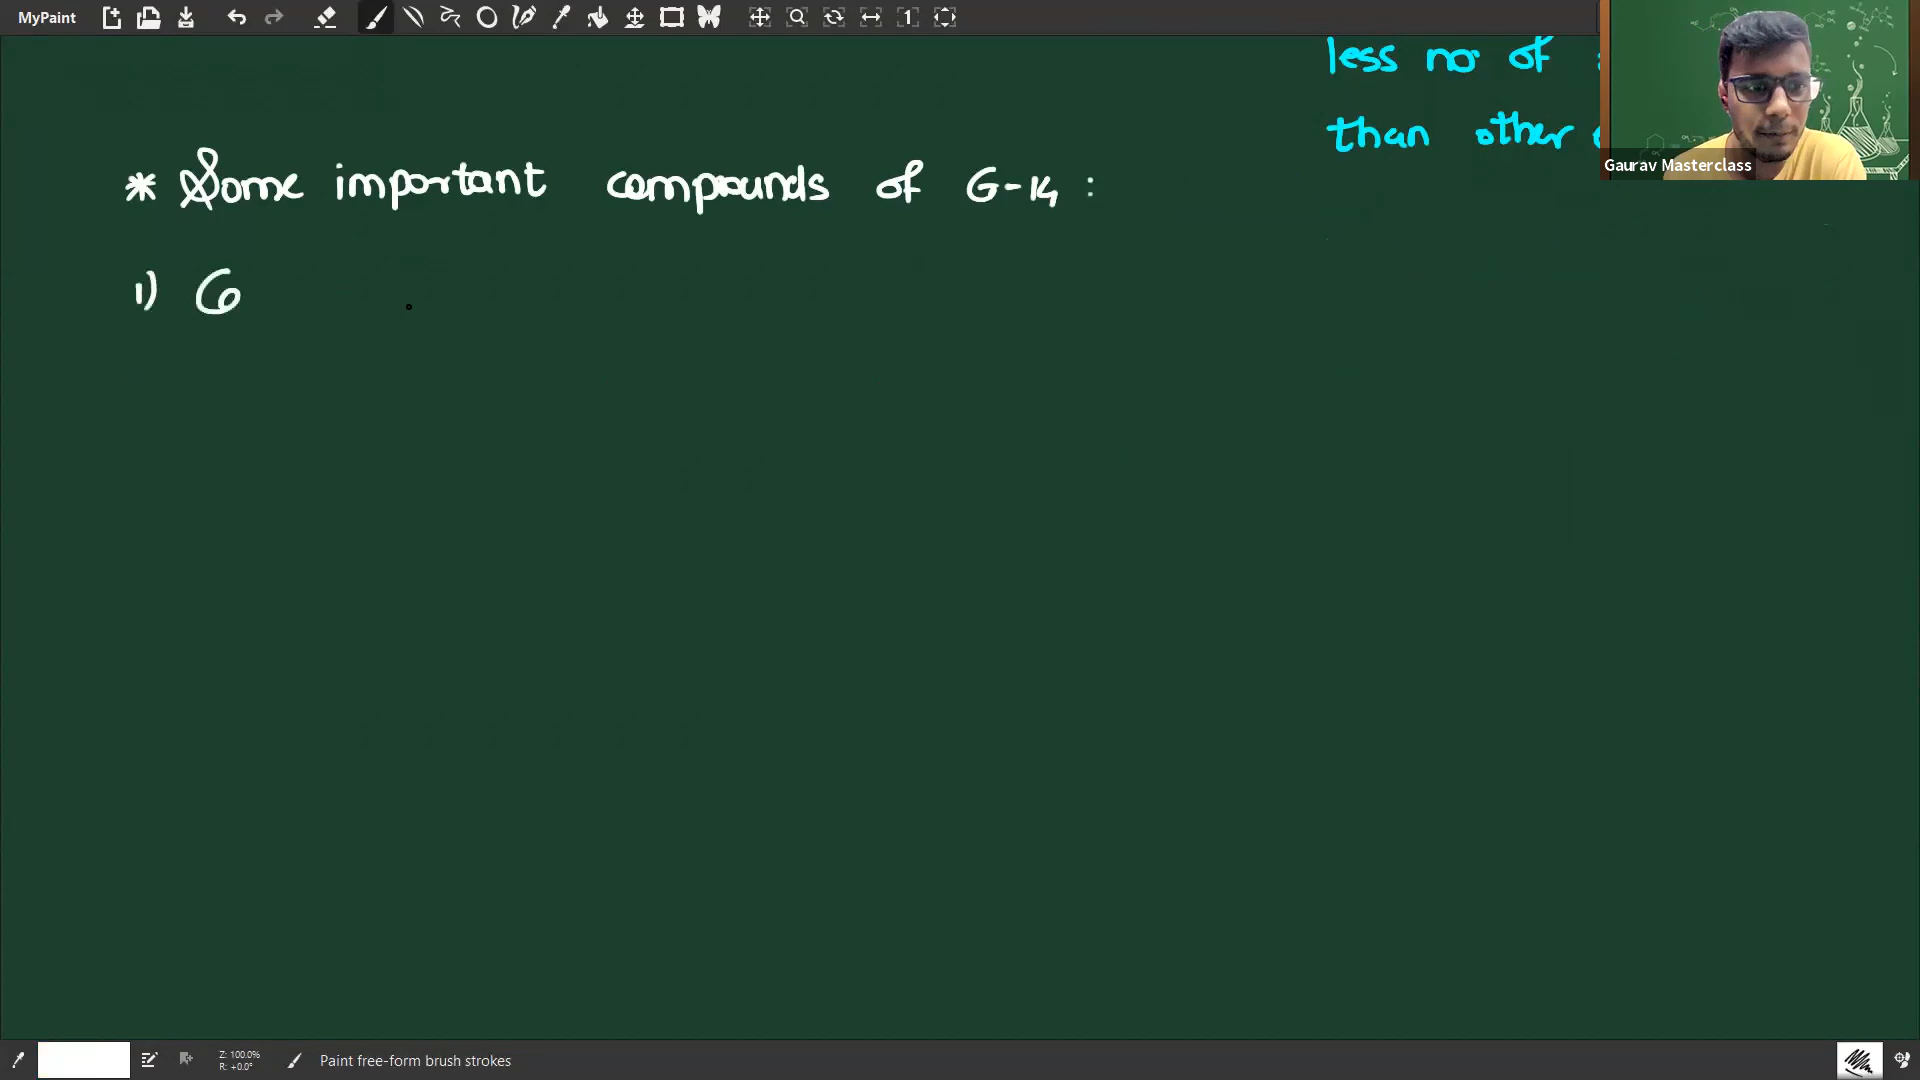 MyPaint
less no. of
than other
Gaurav Masterclass
* Some important compounds of G-14 :
1) CO
Z: 100.0%
R: +0.0°
Paint free-form brush strokes